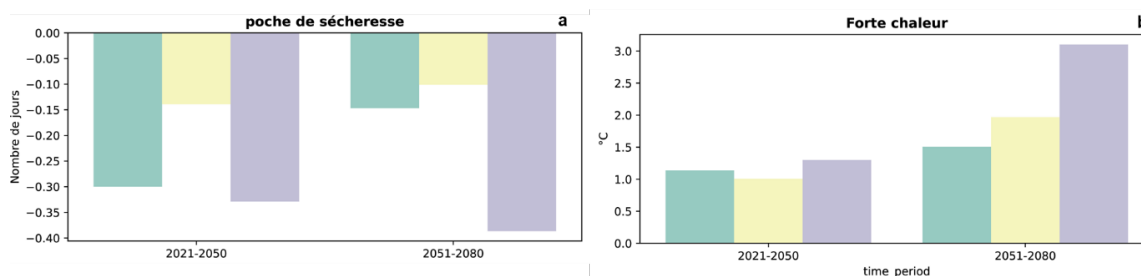 poche de sécheresse
a
0.00
−0.05
−0.10
−0.15
−0.20
−0.25
−0.30
−0.35
−0.40
Nombre de jours
2021-2050
2051-2080
Forte chaleur
b
3.0
2.5
2.0
1.5
1.0
0.5
0.0
°C
2021-2050
2051-2080
time_period